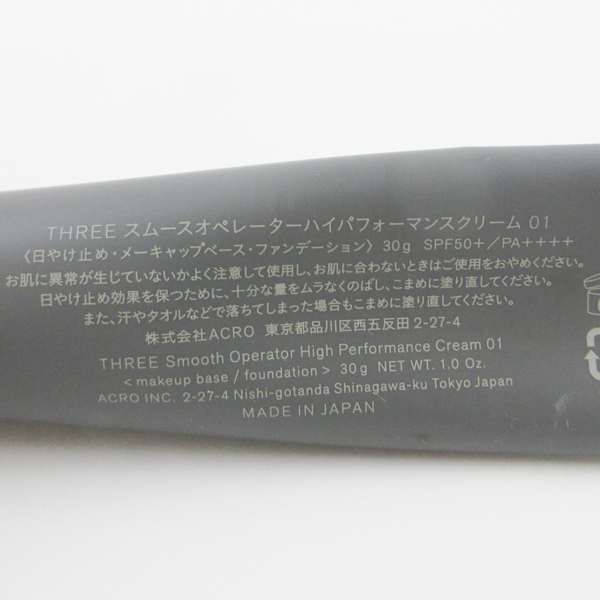 THREE スムースオペレーターハイパフォーマンスクリーム 01
〈日やけ止め・メーキャップベース・ファンデーション〉30g SPF50+／PA++++
お肌に異常が生じていないかよく注意して使用し、お肌に合わないときはご使用をおやめください。
日やけ止め効果を保つために、十分な量をムラなくのばし、こまめに塗り直してください。
また、汗やタオルなどで落ちてしまった場合もこまめに塗り直してください。
株式会社ACRO 東京都品川区西五反田 2-27-4
THREE Smooth Operator High Performance Cream 01
< makeup base / foundation > 30g NET WT. 1.0 Oz.
ACRO INC. 2-27-4 Nishi-gotanda Shinagawa-ku Tokyo Japan
MADE IN JAPAN